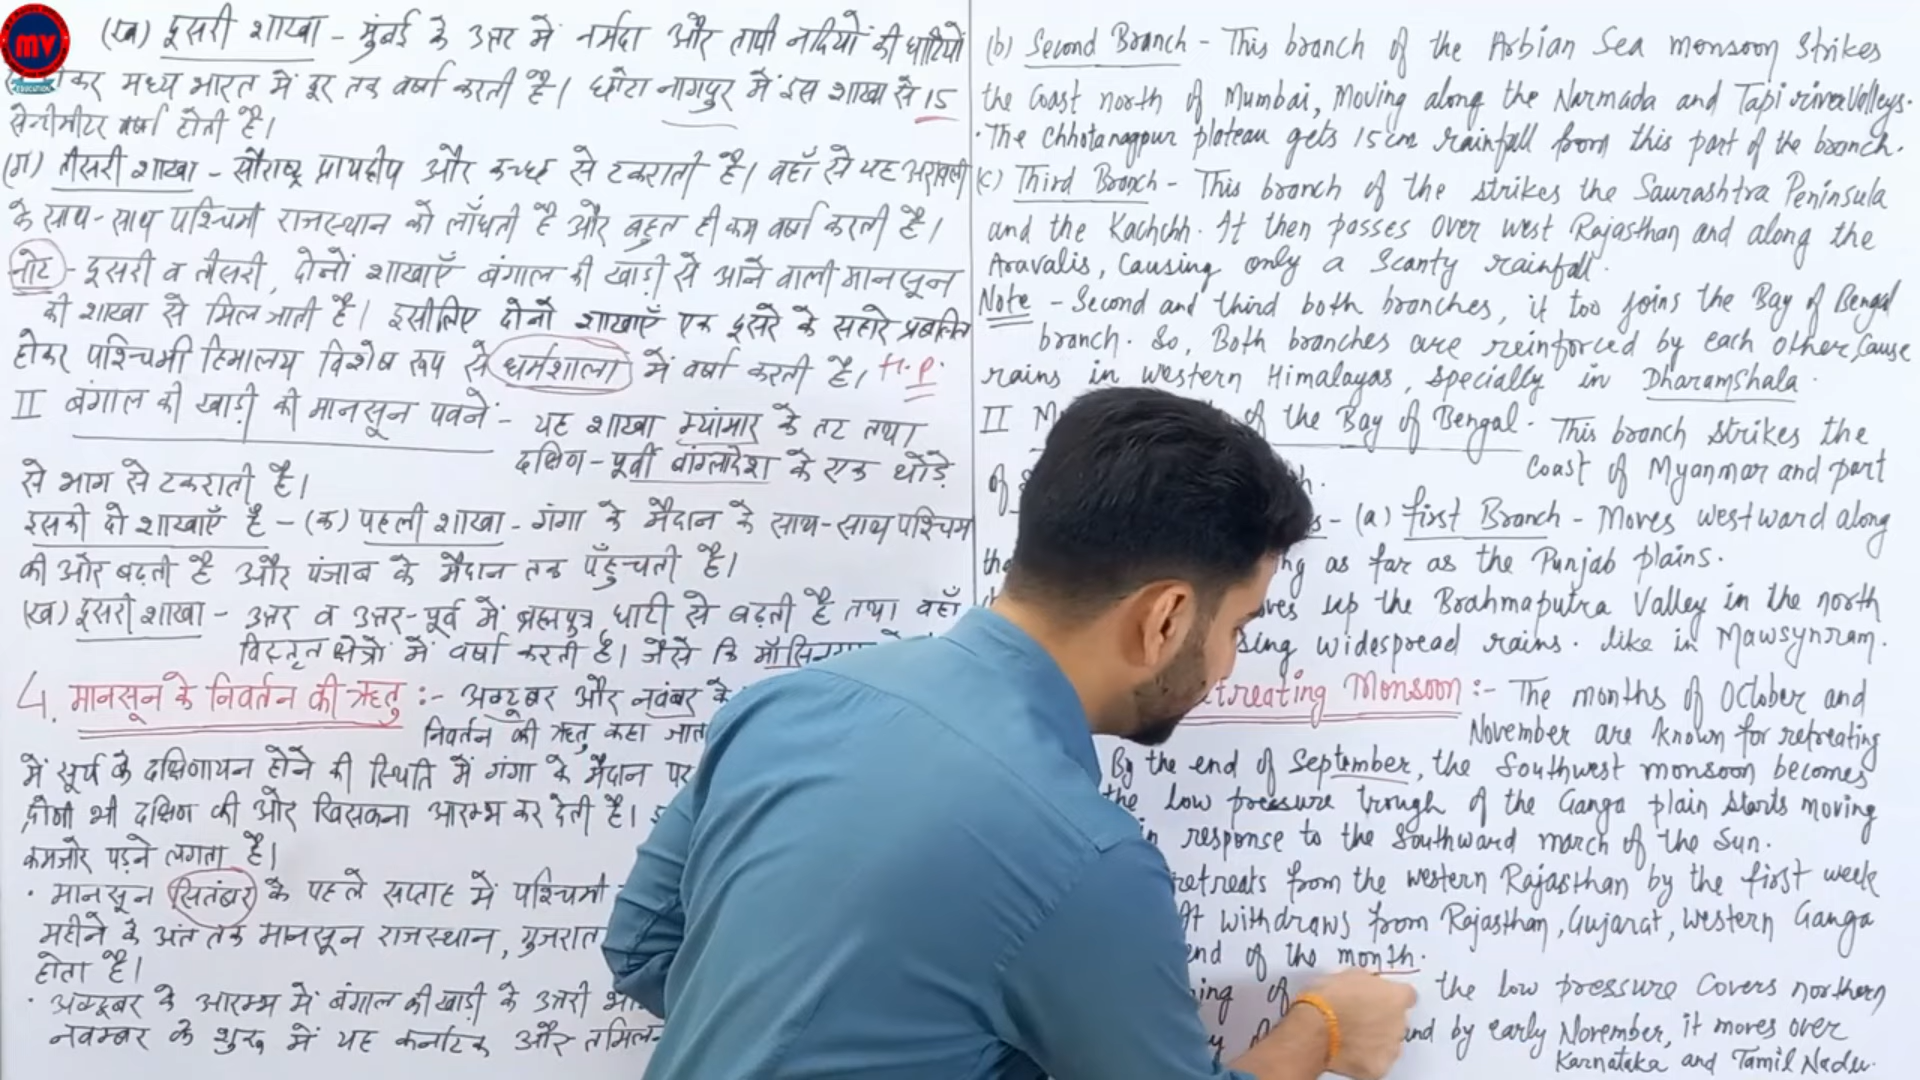 mv
EDUCATION
(ख) दूसरी शाखा - मुंबई के उत्तर में नर्मदा और तापी नदियों की घाटियों
होकर मध्य भारत में दूर तक वर्षा करती है। छोटा नागपुर में इस शाखा से 15
सेन्टीमीटर वर्षा होती है।
(ग) तीसरी शाखा - सौराष्ट्र प्रायद्वीप और कच्छ से टकराती है। वहाँ से यह अरावली
के साथ-साथ पश्चिमी राजस्थान को लाँघती है और बहुत ही कम वर्षा करती है।
नोट - दूसरी व तीसरी, दोनों शाखाएँ बंगाल की खाड़ी से आने वाली मानसून
की शाखा से मिल जाती है। इसीलिए दोनों शाखाएँ एक दूसरे के सहारे प्रबलित
होकर पश्चिमी हिमालय विशेष रूप से धर्मशाला में वर्षा करती है। H.P.
II बंगाल की खाड़ी की मानसून पवनें :- यह शाखा म्यांमार के तट तथा
दक्षिण-पूर्वी बांग्लादेश के एक थोड़े
से भाग से टकराती है।
इसकी दो शाखाएँ है - (क) पहली शाखा - गंगा के मैदान के साथ-साथ पश्चिम
की ओर बढ़ती है और पंजाब के मैदान तक पहुँचती है।
(ख) दूसरी शाखा - उत्तर व उत्तर-पूर्व में ब्रह्मपुत्र घाटी से बढ़ती है तथा वहाँ
विस्तृत क्षेत्रों में वर्षा करती है। जैसे कि
4. मानसून के निवर्तन की ऋतु :- अक्टूबर और नवंबर के
निवर्तन की ऋतु कहा
में सूर्य के दक्षिणायन होने की स्थिति में गंगा के मैदान पर
द्रोणी भी दक्षिण की ओर खिसकना आरम्भ कर देती है।
कमजोर पड़ने लगता है।
· मानसून सितंबर के पहले सप्ताह में पश्चिमी
महीने के अंत तक मानसून राजस्थान, गुजरात
होता है।
· अक्टूबर के आरम्भ में बंगाल की खाड़ी के उत्तरी
नवम्बर के शुरू में यह कर्नाटक और
(b) Second Branch - This branch of the Arbian Sea monsoon strikes
the coast north of Mumbai, Moving along the Narmada and Tapi river Valleys.
· The Chhotanagpur plateau gets 15cm rainfall from this part of the branch.
(c) Third Branch - This branch of the strikes the Saurashtra Peninsula
and the Kachchh. It then passes over west Rajasthan and along the
Aravalis, causing only a scanty rainfall.
Note - Second and third both branches, it too joins the Bay of Bengal
branch. So, Both branches are reinforced by each other, cause
rains in western Himalayas, specially in Dharamshala.
II of the Bay of Bengal. This branch strikes the
coast of Myanmar and part
of
- (a) first Branch - Moves westward along
as far as the Punjab plains.
up the Brahmaputra Valley in the north
widespread rains. like in Mawsynram.
Monsoon :- The months of October and
November are known for retreating
By the end of September, the Southwest monsoon becomes
the low pressure trough of the Ganga plain starts moving
in response to the southward march of the Sun.
retreats from the western Rajasthan by the first week
It withdraws from Rajasthan, Gujarat, Western Ganga
end of the month.
of the low pressure covers northern
and by early November, it moves over
Karnataka and Tamil Nadu.